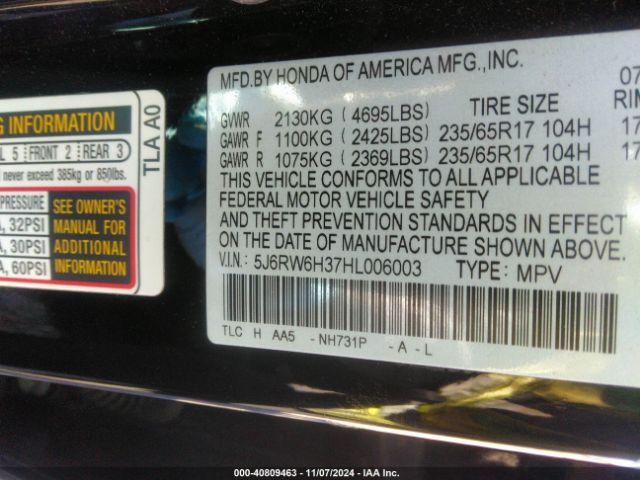 G INFORMATION
L 5 FRONT 2 REAR 3
never exceed 385kg or 850lbs.
PRESSURE
A, 32PSI
A, 30PSI
A, 60PSI
SEE OWNER'S
MANUAL FOR
ADDITIONAL
INFORMATION
TLA A0
MFD.BY HONDA OF AMERICA MFG.,INC. 07
GVWR 2130KG (4695LBS) TIRE SIZE RIM
GAWR F 1100KG (2425LBS) 235/65R17 104H 17
GAWR R 1075KG (2369LBS) 235/65R17 104H 17
THIS VEHICLE CONFORMS TO ALL APPLICABLE
FEDERAL MOTOR VEHICLE SAFETY
AND THEFT PREVENTION STANDARDS IN EFFECT
ON THE DATE OF MANUFACTURE SHOWN ABOVE.
V.I.N.: 5J6RW6H37HL006003 TYPE: MPV
TLC H AA5 -NH731P -A-L
000-40809463 - 11/07/2024 - IAA Inc.